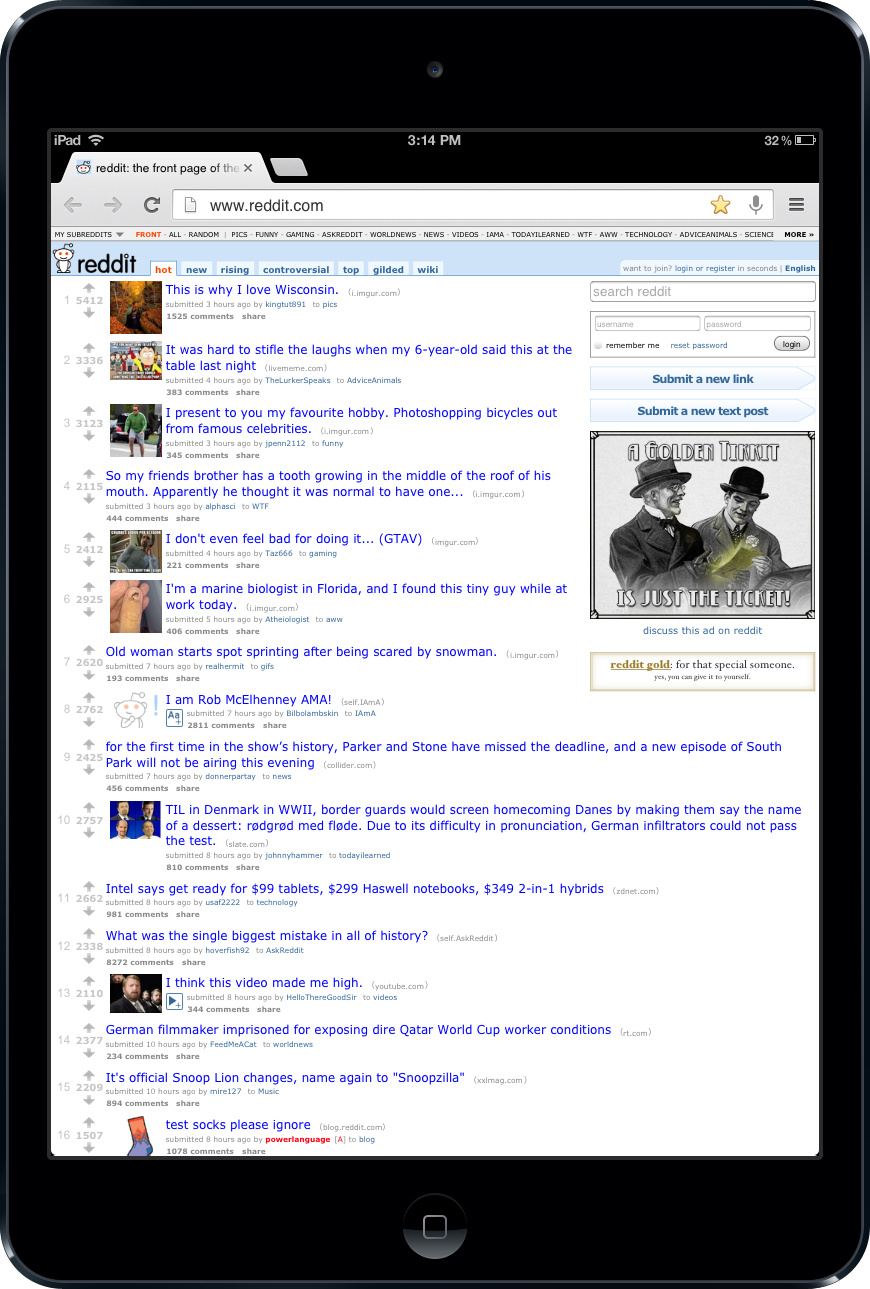 iPad 3:14 PM 32 %
reddit: the front page of the
www.reddit.com
MY SUBREDDITS FRONT - ALL - RANDOM | PICS - FUNNY - GAMING - ASKREDDIT - WORLDNEWS - NEWS - VIDEOS - IAMA - TODAYILEARNED - WTF - AWW - TECHNOLOGY - ADVICEANIMALS - SCIENCE MORE »
reddit hot new rising controversial top gilded wiki
want to join? login or register in seconds | English
1 5412
This is why I love Wisconsin. (i.imgur.com)
submitted 3 hours ago by kingtut891 to pics
1525 comments share
2 3336
It was hard to stifle the laughs when my 6-year-old said this at the
table last night (livememe.com)
submitted 4 hours ago by TheLurkerSpeaks to AdviceAnimals
383 comments share
3 3123
I present to you my favourite hobby. Photoshopping bicycles out
from famous celebrities. (i.imgur.com)
submitted 3 hours ago by jpenn2112 to funny
345 comments share
4 2115
So my friends brother has a tooth growing in the middle of the roof of his
mouth. Apparently he thought it was normal to have one... (i.imgur.com)
submitted 3 hours ago by alphasci to WTF
444 comments share
5 2412
I don't even feel bad for doing it... (GTAV) (imgur.com)
submitted 4 hours ago by Taz666 to gaming
221 comments share
6 2925
I'm a marine biologist in Florida, and I found this tiny guy while at
work today. (i.imgur.com)
submitted 5 hours ago by Atheiologist to aww
406 comments share
7 2620
Old woman starts spot sprinting after being scared by snowman. (i.imgur.com)
submitted 7 hours ago by realhermit to gifs
193 comments share
8 2762
I am Rob McElhenney AMA! (self.IAmA)
Aa+
submitted 7 hours ago by Bilbolambskin to IAmA
2811 comments share
9 2425
for the first time in the show's history, Parker and Stone have missed the deadline, and a new episode of South
Park will not be airing this evening (collider.com)
submitted 7 hours ago by donnerpartay to news
456 comments share
10 2757
TIL in Denmark in WWII, border guards would screen homecoming Danes by making them say the name
of a dessert: rødgrød med fløde. Due to its difficulty in pronunciation, German infiltrators could not pass
the test. (slate.com)
submitted 8 hours ago by johnnyhammer to todayilearned
810 comments share
11 2662
Intel says get ready for $99 tablets, $299 Haswell notebooks, $349 2-in-1 hybrids (zdnet.com)
submitted 8 hours ago by usaf2222 to technology
981 comments share
12 2338
What was the single biggest mistake in all of history? (self.AskReddit)
submitted 8 hours ago by hoverfish92 to AskReddit
8272 comments share
13 2110
I think this video made me high. (youtube.com)
submitted 8 hours ago by HelloThereGoodSir to videos
344 comments share
14 2377
German filmmaker imprisoned for exposing dire Qatar World Cup worker conditions (rt.com)
submitted 10 hours ago by FeedMeACat to worldnews
234 comments share
15 2209
It's official Snoop Lion changes, name again to "Snoopzilla" (xxlmag.com)
submitted 10 hours ago by mire127 to Music
894 comments share
16 1507
test socks please ignore (blog.reddit.com)
submitted 8 hours ago by powerlanguage [A] to blog
1078 comments share
search reddit
username password
remember me reset password login
Submit a new link
Submit a new text post
A GOLDEN TIKKIT
IS JUST THE TICKET!
discuss this ad on reddit
reddit gold: for that special someone.
yes, you can give it to yourself.